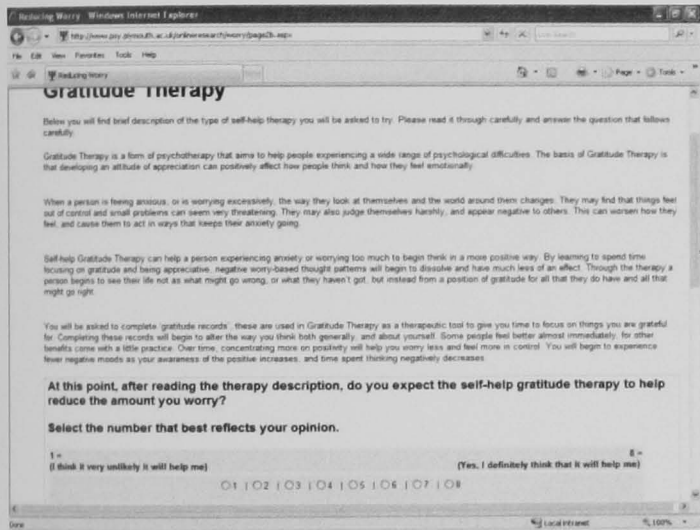 Reducing Worry Windows Internet Explorer
File Edit View Favorites Tools Help
Reducing Worry
Page Tools
Gratitude Therapy
Below you will find brief description of the type of self-help therapy you will be asked to try. Please read it through carefully and answer the question that follows
carefully.
Gratitude Therapy is a form of psychotherapy that aims to help people experiencing a wide range of psychological difficulties. The basis of Gratitude Therapy is
that developing an attitude of appreciation can positively affect how people think and how they feel emotionally.
When a person is feeling anxious, or is worrying excessively, the way they look at themselves and the world around them changes. They may find that things feel
out of control and small problems can seem very threatening. They may also judge themselves harshly, and appear negative to others. This can worsen how they
feel, and cause them to act in ways that keeps their anxiety going.
Self-help Gratitude Therapy can help a person experiencing anxiety or worrying too much to begin think in a more positive way. By learning to spend time
focusing on gratitude and being appreciative, negative worry-based thought patterns will begin to dissolve and have much less of an effect. Through the therapy a
person begins to see their life not as what might go wrong, or what they haven't got, but instead from a position of gratitude for all that they do have and all that
might go right.
You will be asked to complete 'gratitude records', these are used in Gratitude Therapy as a therapeutic tool to give you time to focus on things you are grateful
for. Completing these records will begin to alter the way you think both generally, and about yourself. Some people feel better almost immediately, for other
benefits come with a little practice. Over time, concentrating more on positivity will help you worry less and feel more in control. You will begin to experience
fewer negative moods as your awareness of the positive increases, and time spent thinking negatively decreases.
At this point, after reading the therapy description, do you expect the self-help gratitude therapy to help
reduce the amount you worry?
Select the number that best reflects your opinion.
1 = 8 =
(I think it very unlikely it will help me) (Yes, I definitely think that it will help me)
1 | 2 | 3 | 4 | 5 | 6 | 7 | 8
Done Local intranet 100%